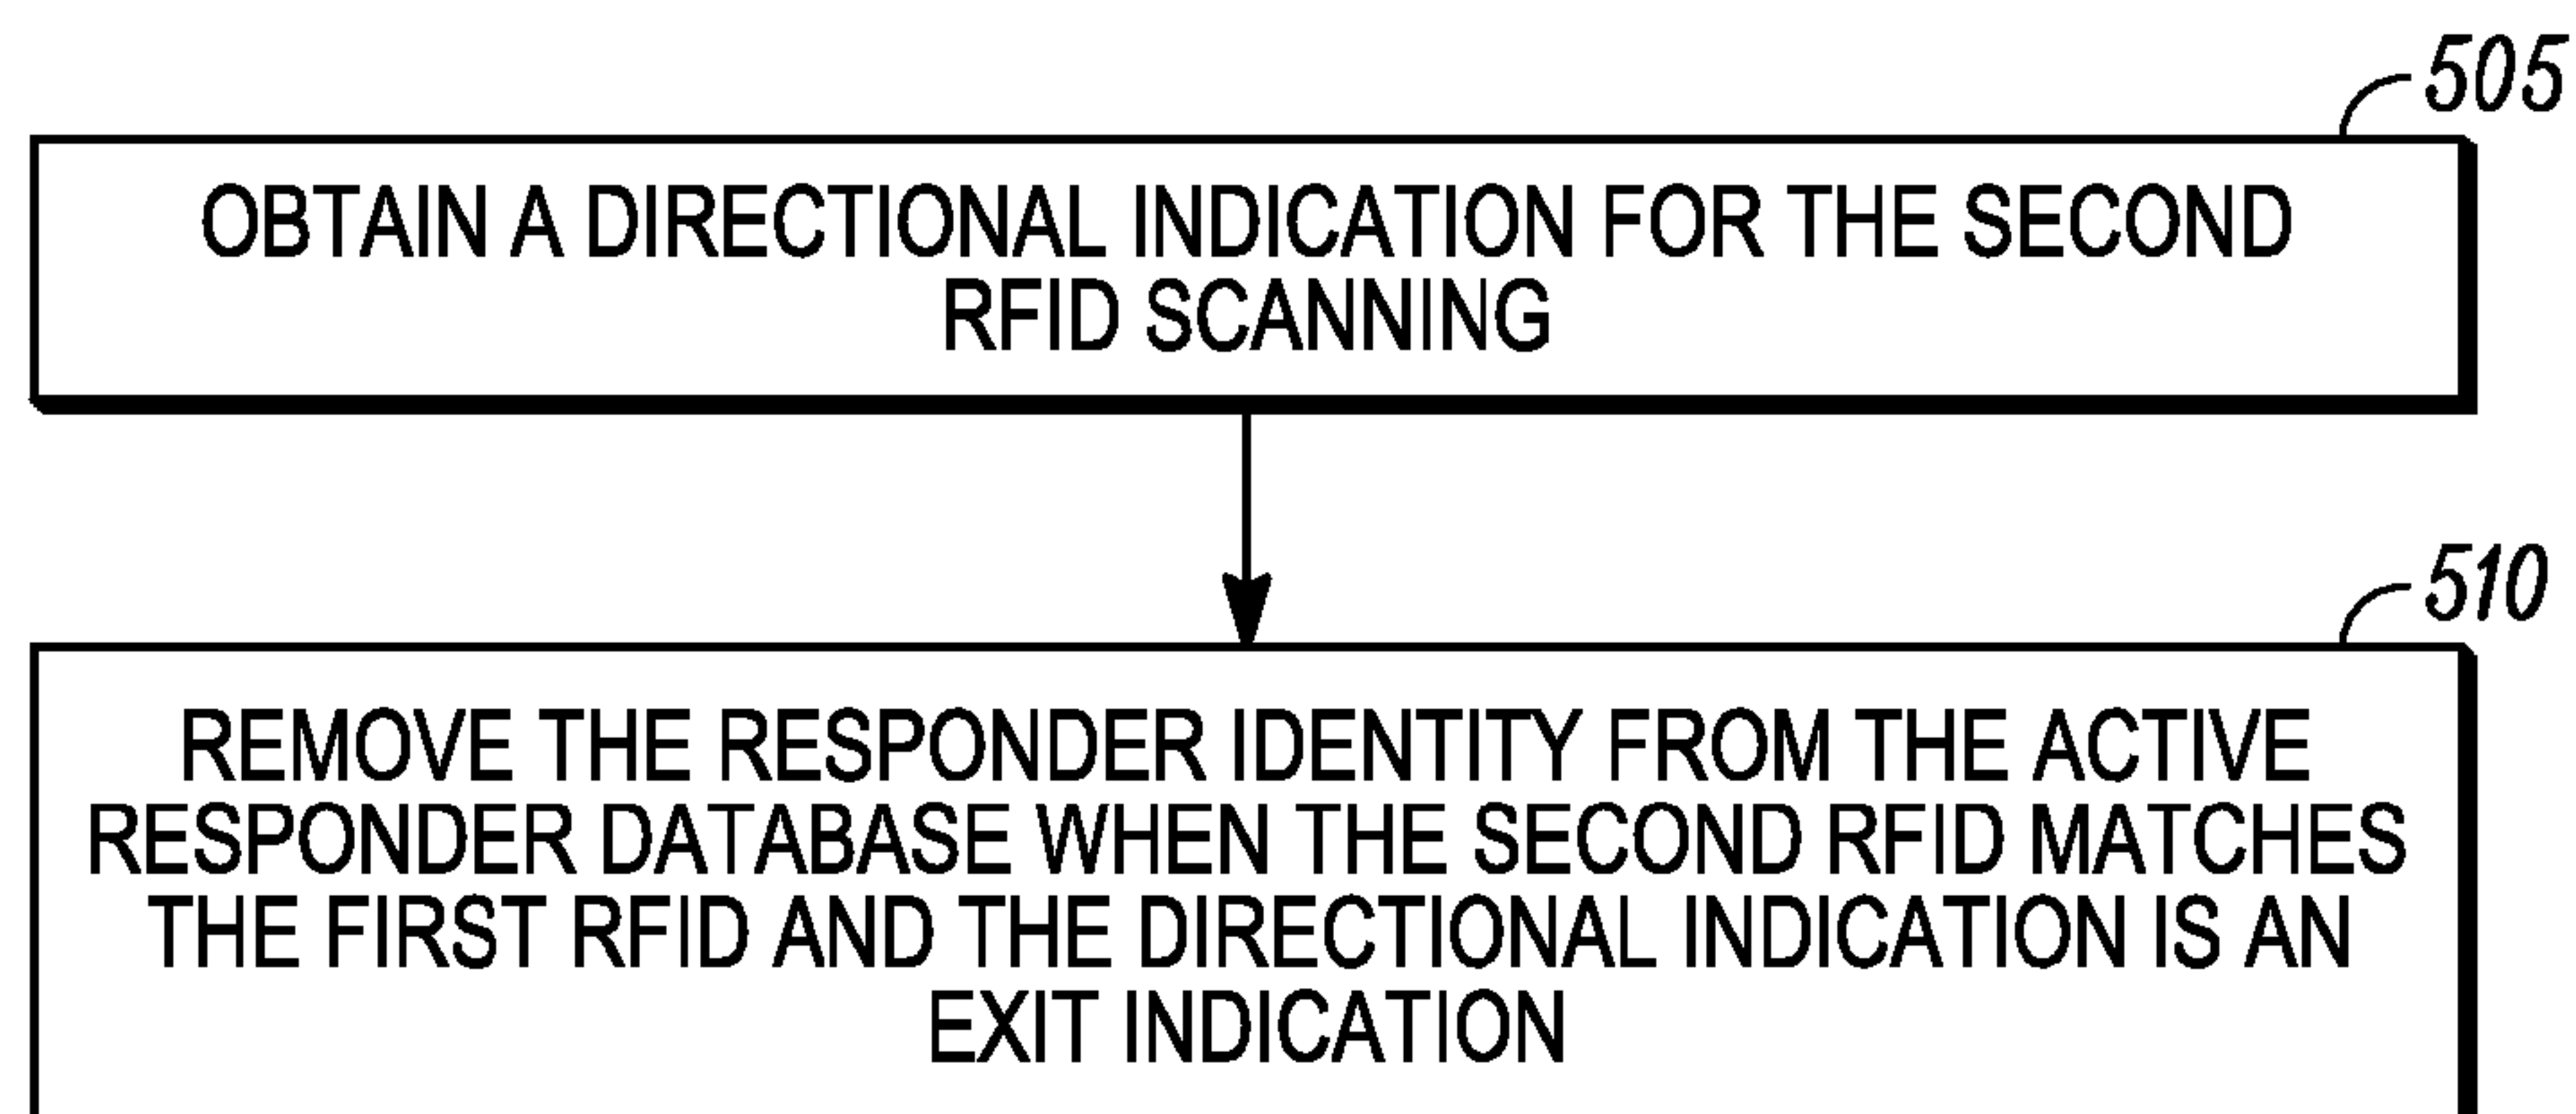 505
OBTAIN A DIRECTIONAL INDICATION FOR THE SECOND
RFID SCANNING
510
REMOVE THE RESPONDER IDENTITY FROM THE ACTIVE
RESPONDER DATABASE WHEN THE SECOND RFID MATCHES
THE FIRST RFID AND THE DIRECTIONAL INDICATION IS AN
EXIT INDICATION